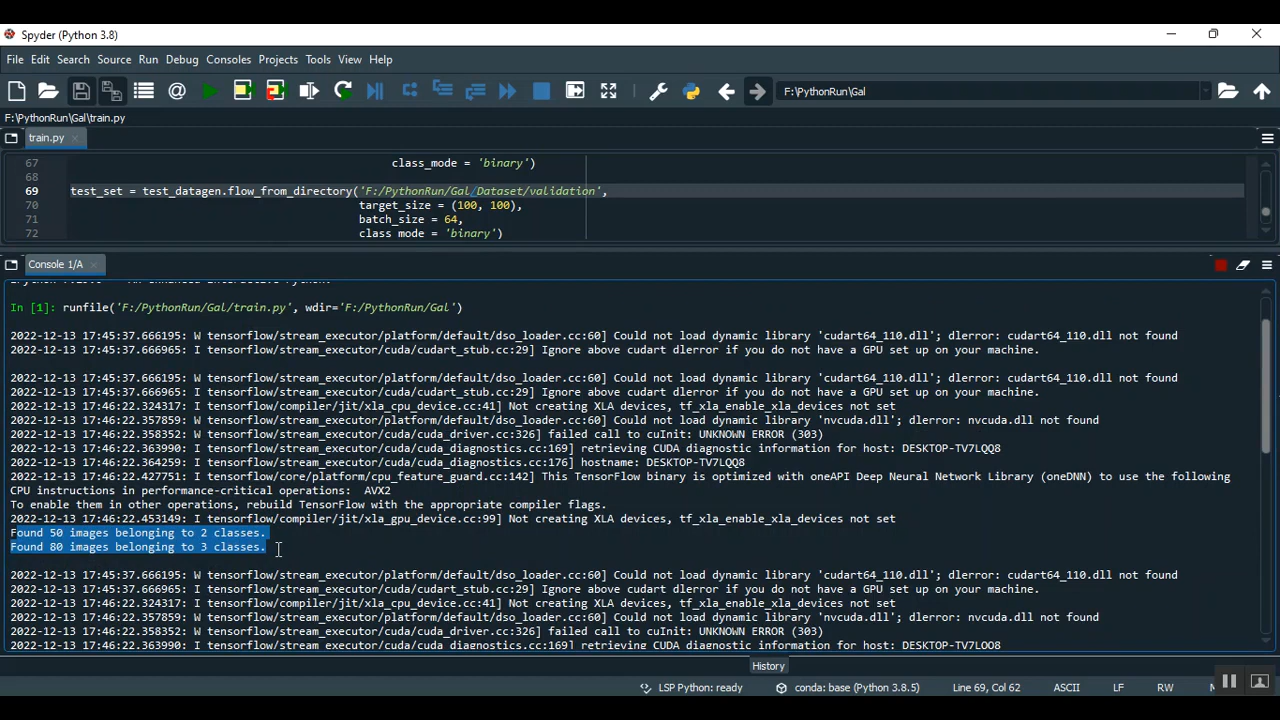 Spyder (Python 3.8)
File Edit Search Source Run Debug Consoles Projects Tools View Help
F:\PythonRun\Gal
F:\PythonRun\Gal\train.py
train.py
67 class_mode = 'binary')
68
69 test_set = test_datagen.flow_from_directory('F:/PythonRun/Gal/Dataset/validation',
70 target_size = (100, 100),
71 batch_size = 64,
72 class mode = 'binary')
Console 1/A
In [1]: runfile('F:/PythonRun/Gal/train.py', wdir='F:/PythonRun/Gal')
2022-12-13 17:45:37.666195: W tensorflow/stream_executor/platform/default/dso_loader.cc:60] Could not load dynamic library 'cudart64_110.dll'; dlerror: cudart64_110.dll not found
2022-12-13 17:45:37.666965: I tensorflow/stream_executor/cuda/cudart_stub.cc:29] Ignore above cudart dlerror if you do not have a GPU set up on your machine.
2022-12-13 17:45:37.666195: W tensorflow/stream_executor/platform/default/dso_loader.cc:60] Could not load dynamic library 'cudart64_110.dll'; dlerror: cudart64_110.dll not found
2022-12-13 17:45:37.666965: I tensorflow/stream_executor/cuda/cudart_stub.cc:29] Ignore above cudart dlerror if you do not have a GPU set up on your machine.
2022-12-13 17:46:22.324317: I tensorflow/compiler/jit/xla_cpu_device.cc:41] Not creating XLA devices, tf_xla_enable_xla_devices not set
2022-12-13 17:46:22.357859: W tensorflow/stream_executor/platform/default/dso_loader.cc:60] Could not load dynamic library 'nvcuda.dll'; dlerror: nvcuda.dll not found
2022-12-13 17:46:22.358352: W tensorflow/stream_executor/cuda/cuda_driver.cc:326] failed call to cuInit: UNKNOWN ERROR (303)
2022-12-13 17:46:22.363990: I tensorflow/stream_executor/cuda/cuda_diagnostics.cc:169] retrieving CUDA diagnostic information for host: DESKTOP-TV7LQQ8
2022-12-13 17:46:22.364259: I tensorflow/stream_executor/cuda/cuda_diagnostics.cc:176] hostname: DESKTOP-TV7LQQ8
2022-12-13 17:46:22.427751: I tensorflow/core/platform/cpu_feature_guard.cc:142] This TensorFlow binary is optimized with oneAPI Deep Neural Network Library (oneDNN) to use the following
CPU instructions in performance-critical operations: AVX2
To enable them in other operations, rebuild TensorFlow with the appropriate compiler flags.
2022-12-13 17:46:22.453149: I tensorflow/compiler/jit/xla_gpu_device.cc:99] Not creating XLA devices, tf_xla_enable_xla_devices not set
Found 50 images belonging to 2 classes.
Found 80 images belonging to 3 classes.
2022-12-13 17:45:37.666195: W tensorflow/stream_executor/platform/default/dso_loader.cc:60] Could not load dynamic library 'cudart64_110.dll'; dlerror: cudart64_110.dll not found
2022-12-13 17:45:37.666965: I tensorflow/stream_executor/cuda/cudart_stub.cc:29] Ignore above cudart dlerror if you do not have a GPU set up on your machine.
2022-12-13 17:46:22.324317: I tensorflow/compiler/jit/xla_cpu_device.cc:41] Not creating XLA devices, tf_xla_enable_xla_devices not set
2022-12-13 17:46:22.357859: W tensorflow/stream_executor/platform/default/dso_loader.cc:60] Could not load dynamic library 'nvcuda.dll'; dlerror: nvcuda.dll not found
2022-12-13 17:46:22.358352: W tensorflow/stream_executor/cuda/cuda_driver.cc:326] failed call to cuInit: UNKNOWN ERROR (303)
2022-12-13 17:46:22.363990: I tensorflow/stream_executor/cuda/cuda_diagnostics.cc:169] retrieving CUDA diagnostic information for host: DESKTOP-TV7LQQ8
History
LSP Python: ready conda: base (Python 3.8.5) Line 69, Col 62 ASCII LF RW